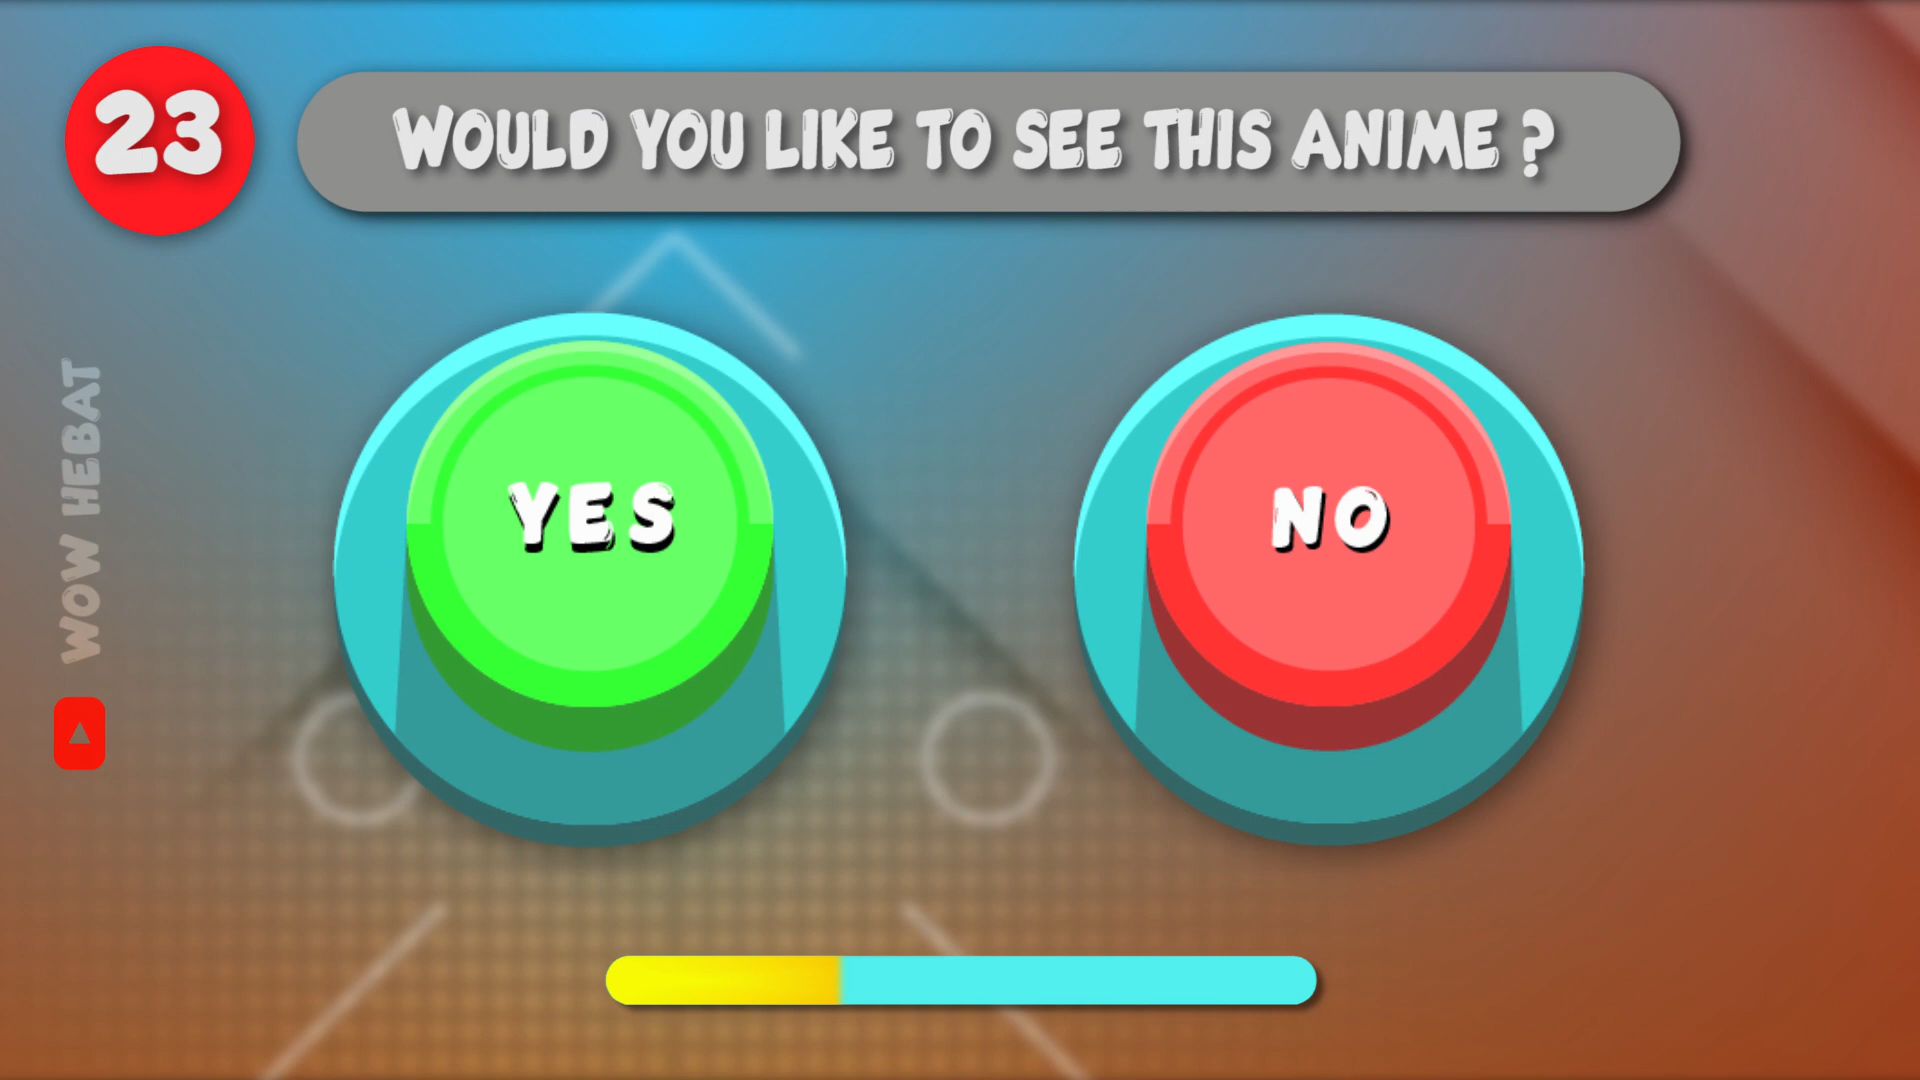 23
WOULD YOU LIKE TO SEE THIS ANIME ?
YES
NO
WOW HEBAT